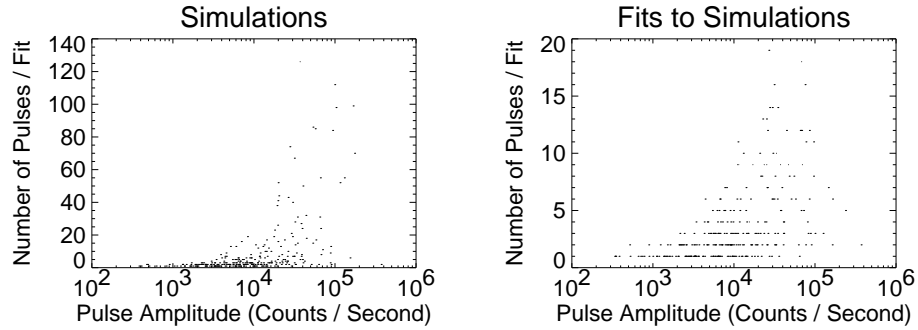 Simulations
Number of Pulses / Fit
140
120
100
80
60
40
20
0
10^2 10^3 10^4 10^5 10^6
Pulse Amplitude (Counts / Second)
Fits to Simulations
Number of Pulses / Fit
20
15
10
5
0
10^2 10^3 10^4 10^5 10^6
Pulse Amplitude (Counts / Second)